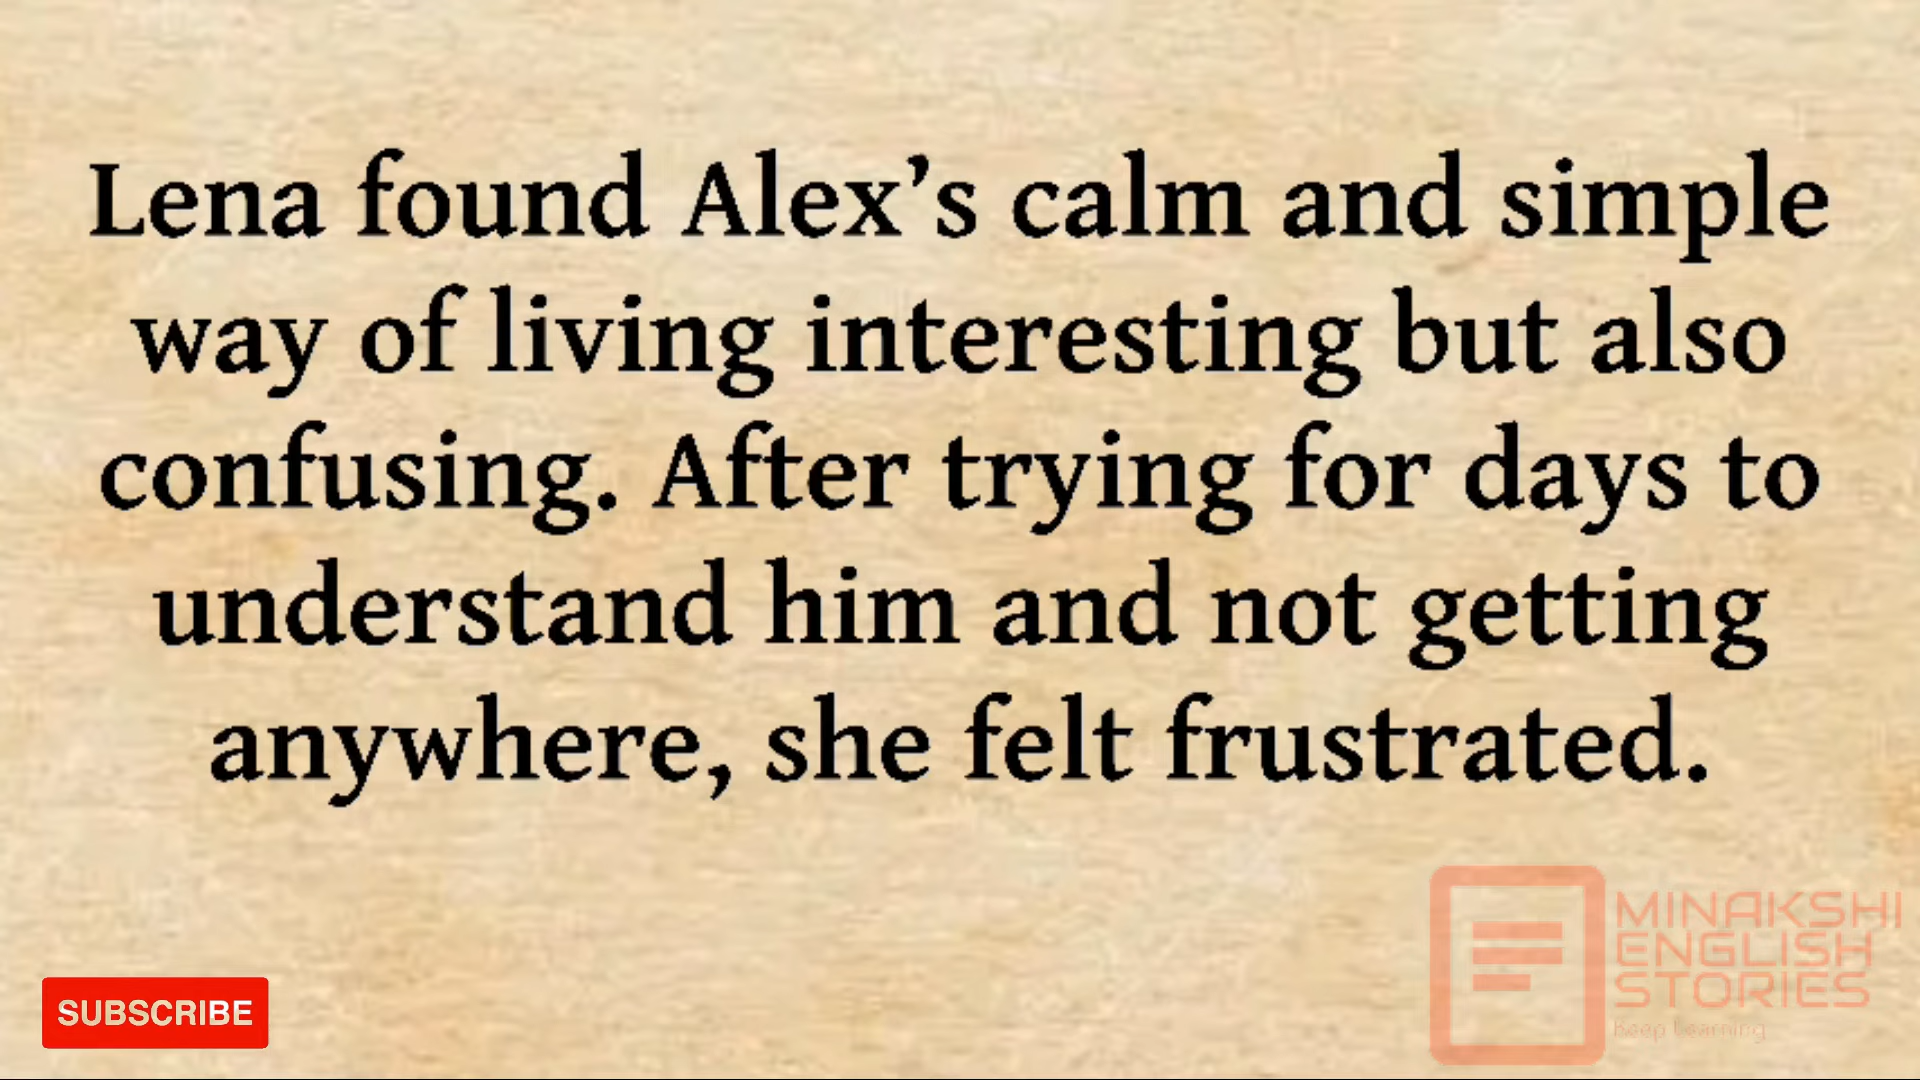 Lena found Alex’s calm and simple
way of living interesting but also
confusing. After trying for days to
understand him and not getting
anywhere, she felt frustrated.
SUBSCRIBE
MINAKSHI
ENGLISH
STORIES
Keep Learning